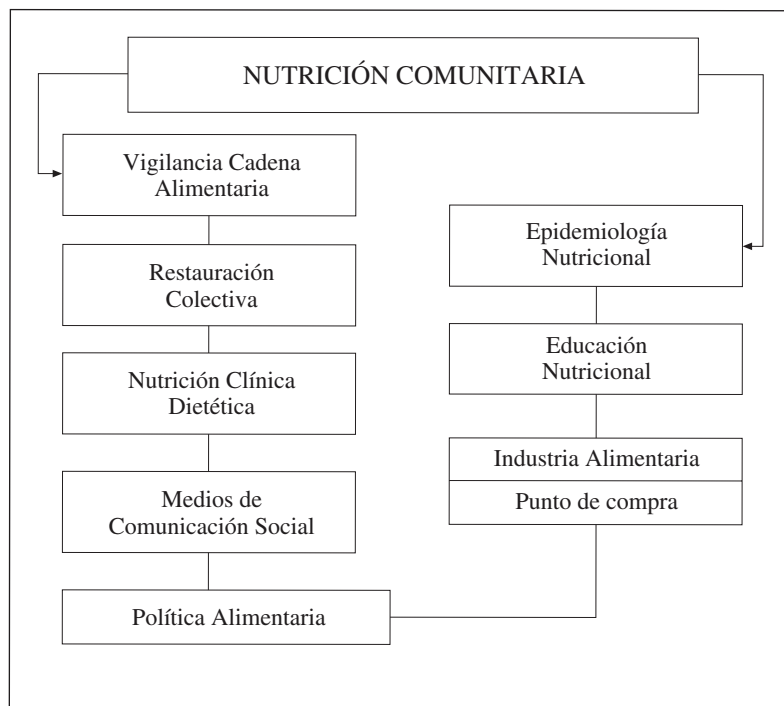 NUTRICIÓN COMUNITARIA
Vigilancia Cadena
Alimentaria
Restauración
Colectiva
Nutrición Clínica
Dietética
Medios de
Comunicación Social
Política Alimentaria
Epidemiología
Nutricional
Educación
Nutricional
Industria Alimentaria
Punto de compra